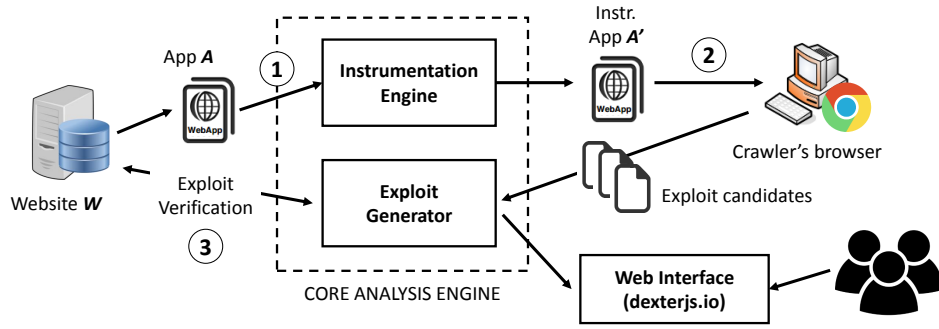 App A
1
Instrumentation
Engine
Instr.
App A’
2
WebApp
WebApp
Crawler’s browser
Website W
Exploit
Verification
3
Exploit
Generator
Exploit candidates
CORE ANALYSIS ENGINE
Web Interface
(dexterjs.io)